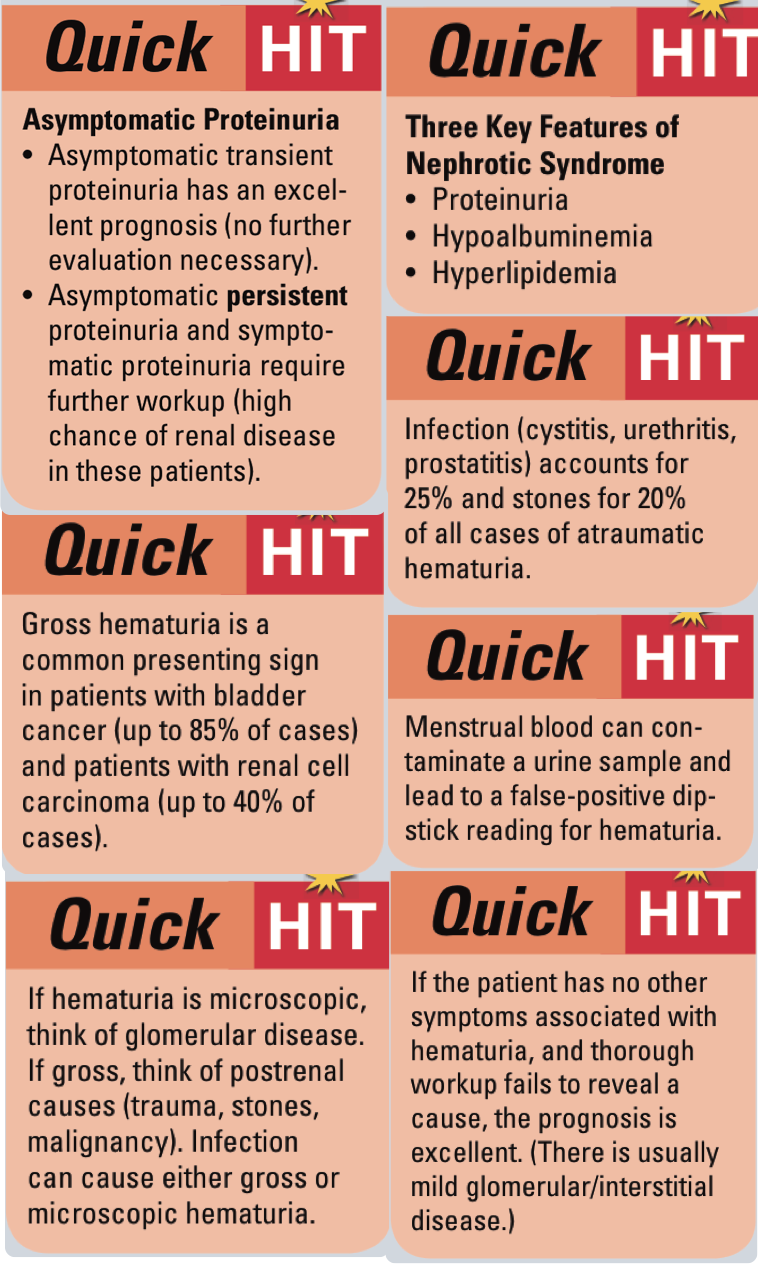 Quick HIT
Asymptomatic Proteinuria
• Asymptomatic transient
proteinuria has an excel-
lent prognosis (no further
evaluation necessary).
• Asymptomatic persistent
proteinuria and sympto-
matic proteinuria require
further workup (high
chance of renal disease
in these patients).
Quick HIT
Gross hematuria is a
common presenting sign
in patients with bladder
cancer (up to 85% of cases)
and patients with renal cell
carcinoma (up to 40% of
cases).
Quick HIT
If hematuria is microscopic,
think of glomerular disease.
If gross, think of postrenal
causes (trauma, stones,
malignancy). Infection
can cause either gross or
microscopic hematuria.
Quick HIT
Three Key Features of
Nephrotic Syndrome
• Proteinuria
• Hypoalbuminemia
• Hyperlipidemia
Quick HIT
Infection (cystitis, urethritis,
prostatitis) accounts for
25% and stones for 20%
of all cases of atraumatic
hematuria.
Quick HIT
Menstrual blood can con-
taminate a urine sample and
lead to a false-positive dip-
stick reading for hematuria.
Quick HIT
If the patient has no other
symptoms associated with
hematuria, and thorough
workup fails to reveal a
cause, the prognosis is
excellent. (There is usually
mild glomerular/interstitial
disease.)